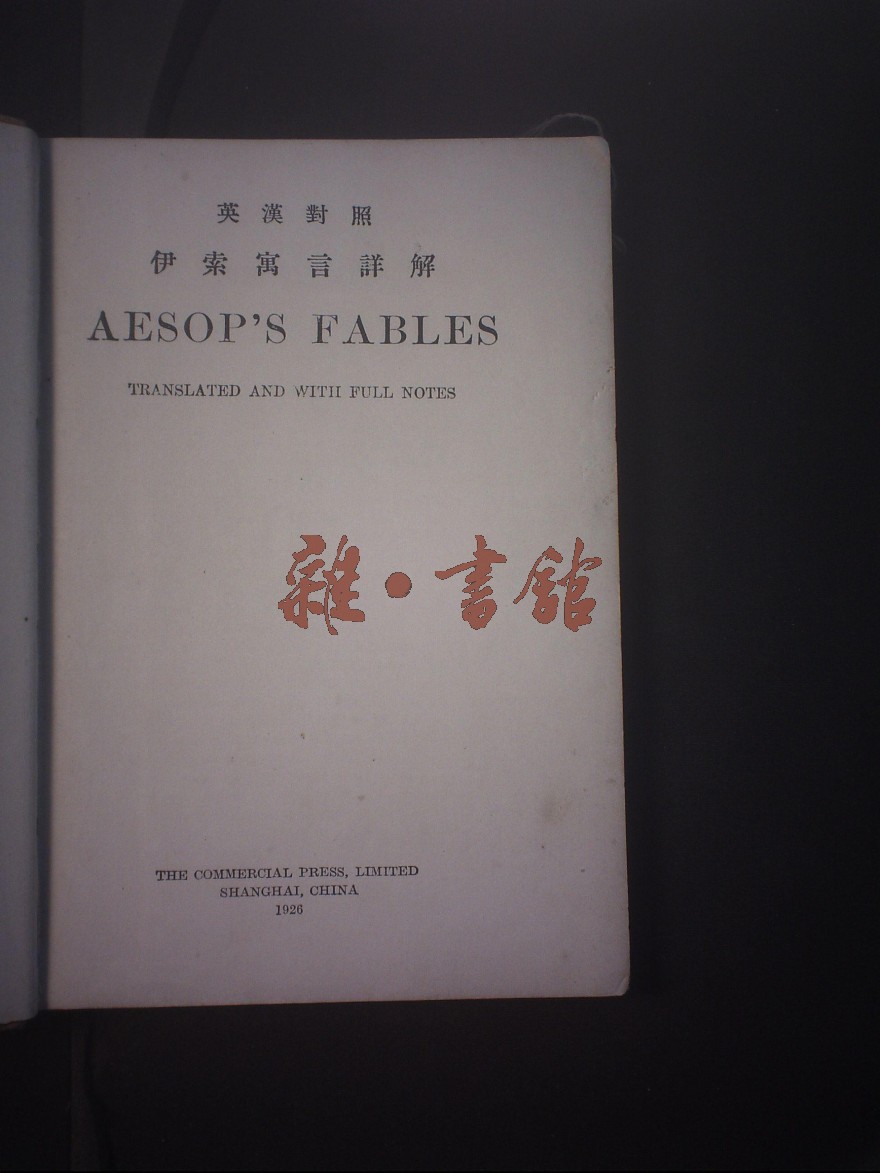 英漢對照
伊索寓言詳解
AESOP'S FABLES
TRANSLATED AND WITH FULL NOTES
雜·書館
THE COMMERCIAL PRESS, LIMITED
SHANGHAI, CHINA
1926